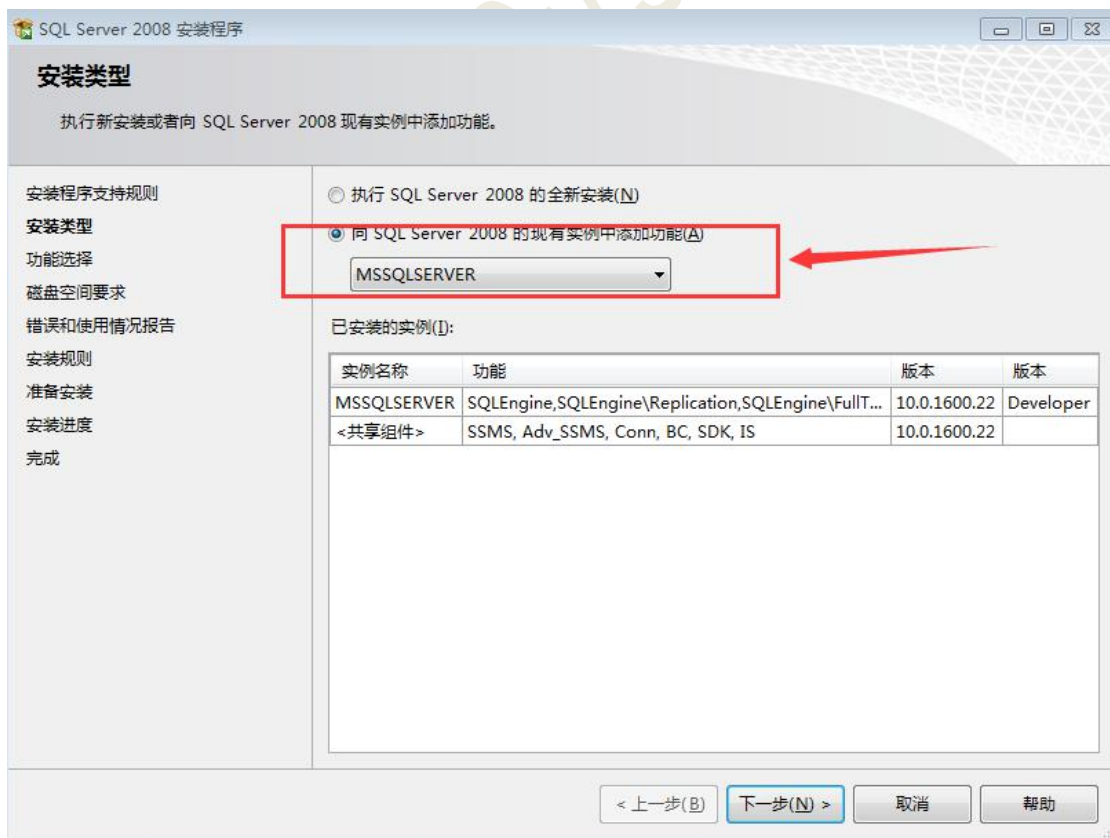 SQL Server 2008 安装程序
安装类型
执行新安装或者向 SQL Server 2008 现有实例中添加功能。
安装程序支持规则
安装类型
功能选择
磁盘空间要求
错误和使用情况报告
安装规则
准备安装
安装进度
完成
执行 SQL Server 2008 的全新安装(N)
向 SQL Server 2008 的现有实例中添加功能(A)
MSSQLSERVER
已安装的实例(I):
实例名称 功能 版本 版本
MSSQLSERVER SQLEngine,SQLEngine\Replication,SQLEngine\FullT... 10.0.1600.22 Developer
<共享组件> SSMS, Adv_SSMS, Conn, BC, SDK, IS 10.0.1600.22
< 上一步(B) 下一步(N) > 取消 帮助